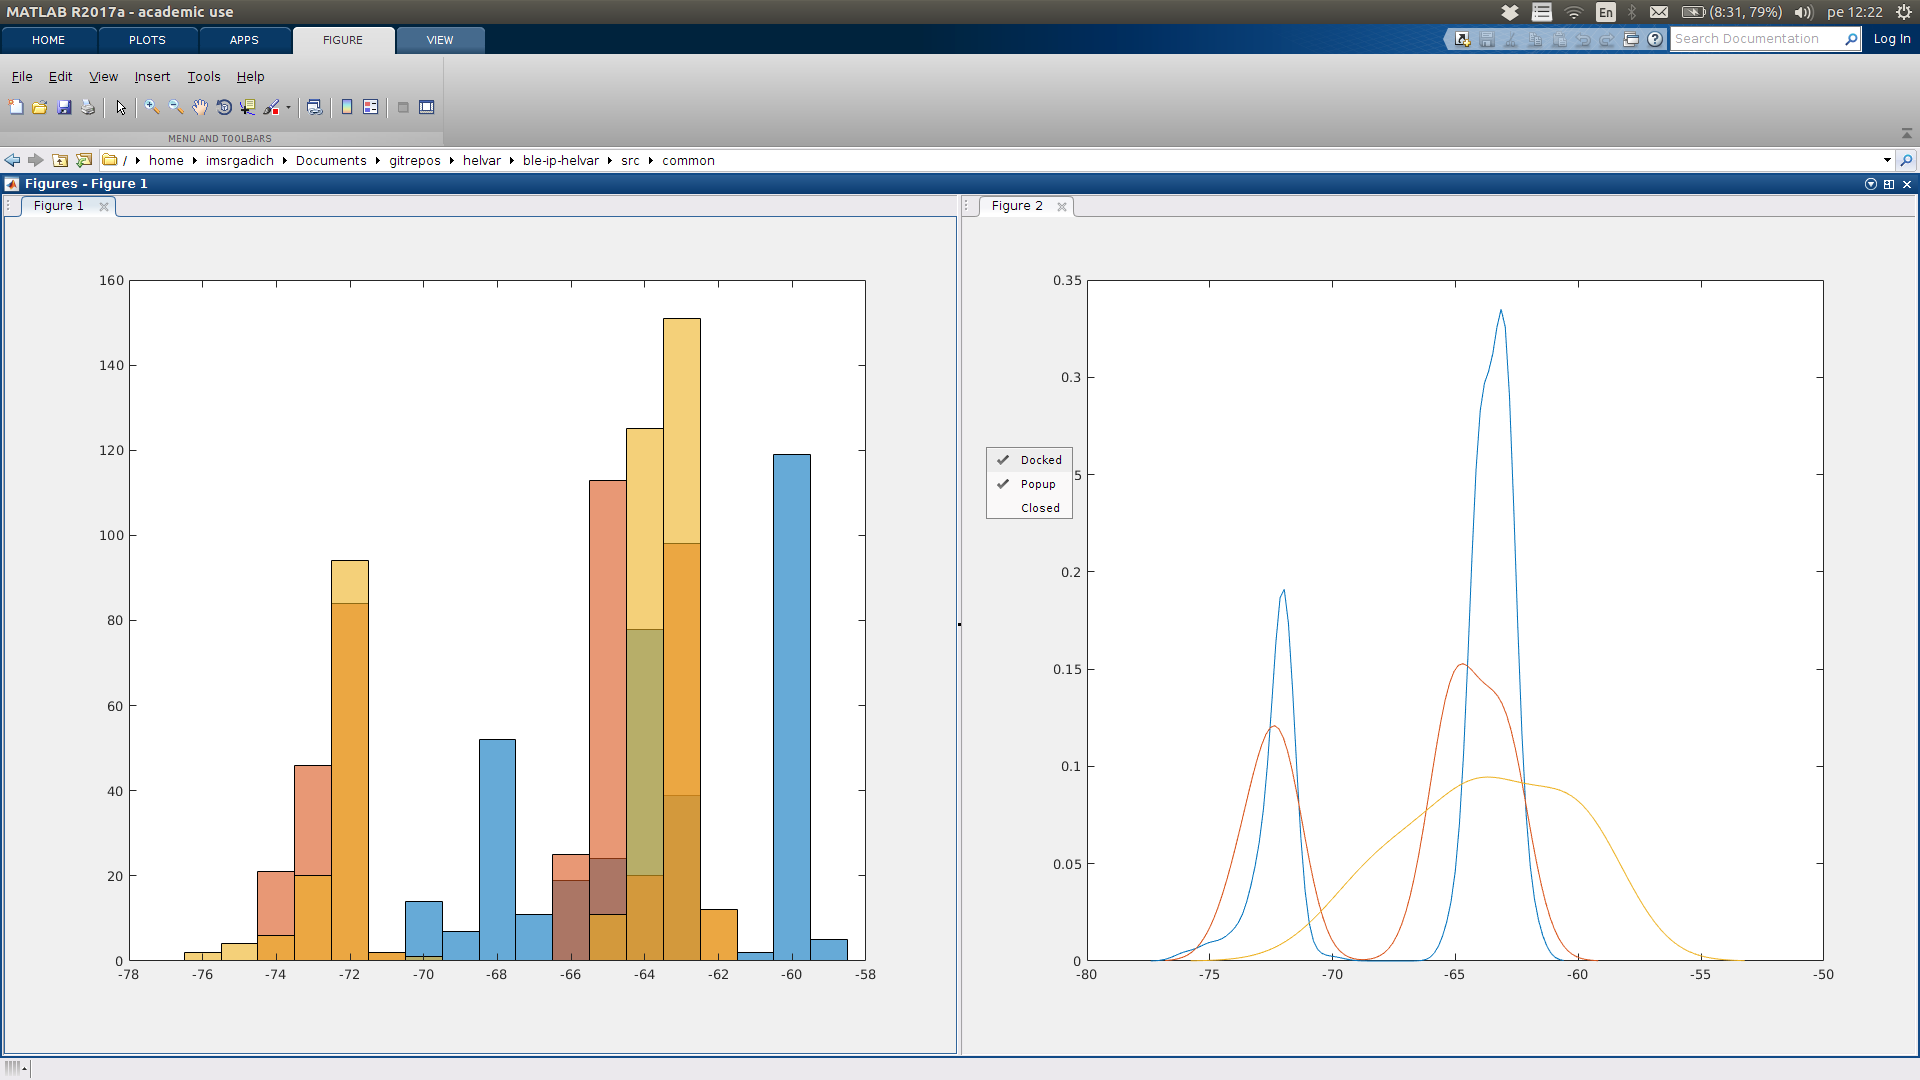 MATLAB R2017a - academic use
En (8:31, 79%) pe 12:22
HOME PLOTS APPS FIGURE VIEW
Search Documentation Log In
File Edit View Insert Tools Help
MENU AND TOOLBARS
/ home imsrgadich Documents gitrepos helvar ble-ip-helvar src common
Figures - Figure 1
Figure 1
160
140
120
100
80
60
40
20
0
-78 -76 -74 -72 -70 -68 -66 -64 -62 -60 -58
Figure 2
0.35
0.3
5
0.2
0.15
0.1
0.05
0
-80 -75 -70 -65 -60 -55 -50
Docked
Popup
Closed